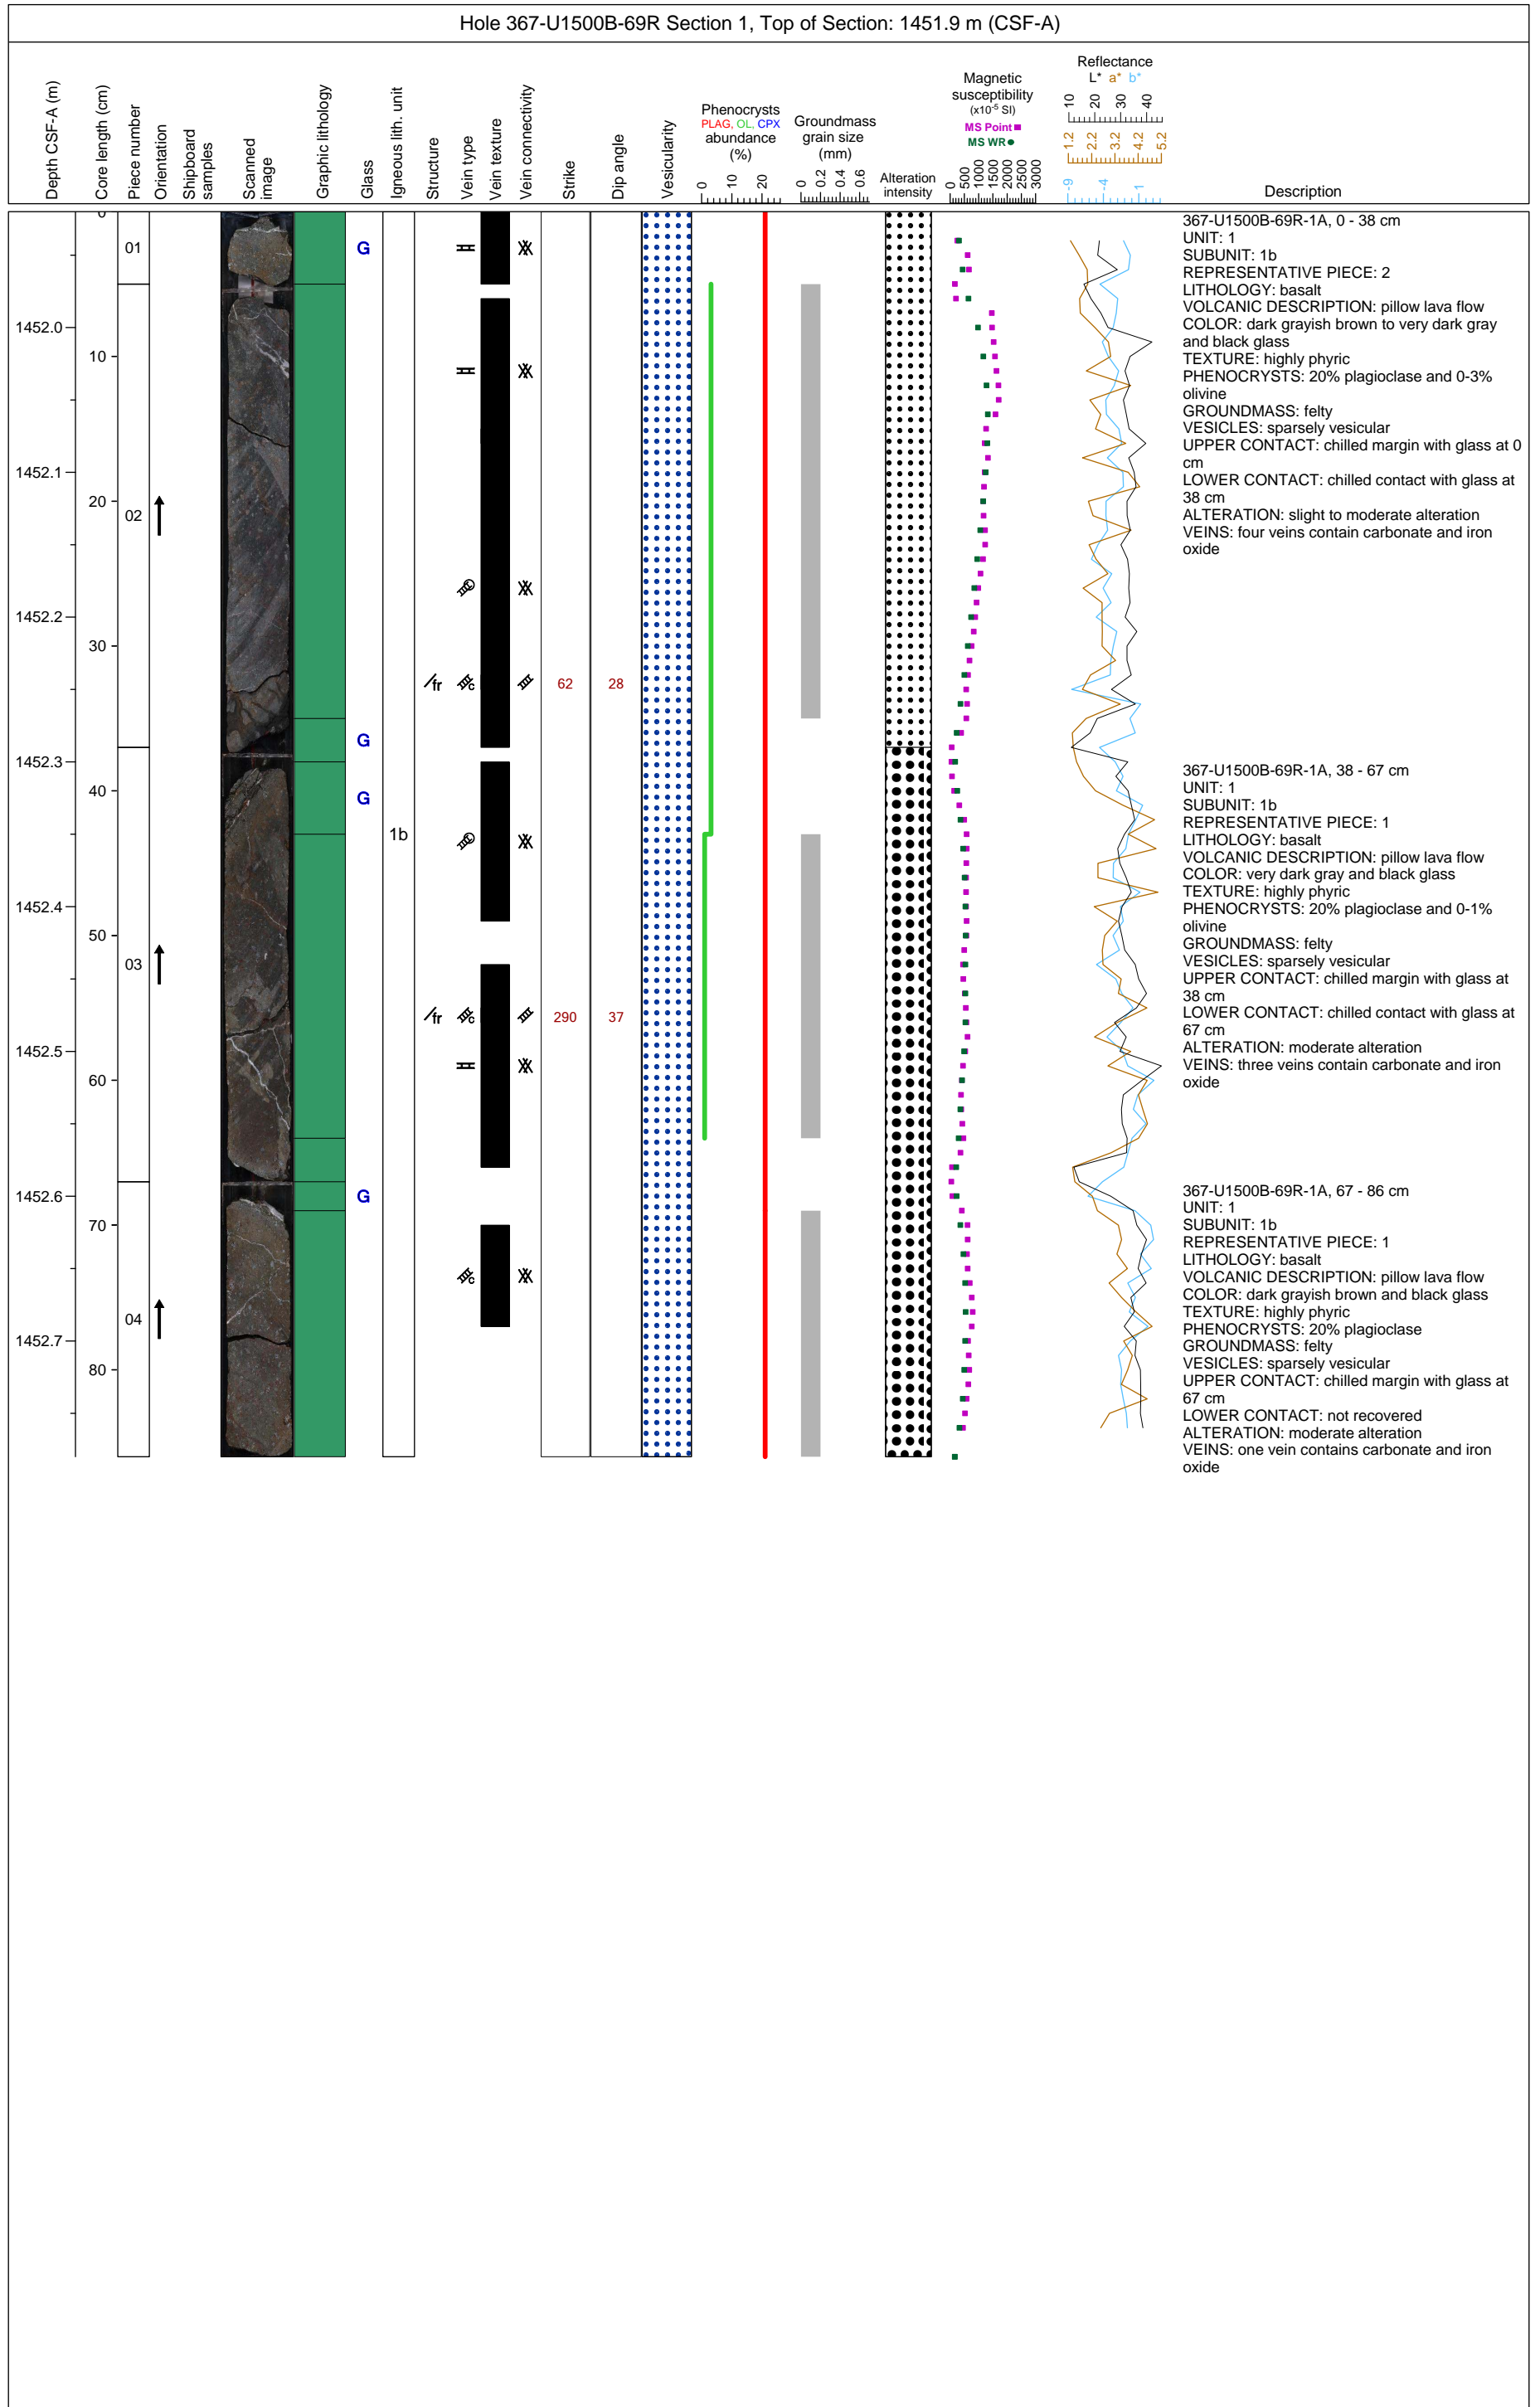 Hole 367-U1500B-69R Section 1, Top of Section: 1451.9 m (CSF-A)
Depth CSF-A (m)
Core length (cm)
Piece number
Orientation
Shipboard
samples
Scanned
image
Graphic lithology
Glass
Igneous lith. unit
Structure
Vein type
Vein texture
Vein connectivity
Strike
Dip angle
Vesicularity
Phenocrysts
PLAG, OL, CPX
abundance
(%)
0 10 20
Groundmass
grain size
(mm)
0 0.2 0.4 0.6
Alteration
intensity
Magnetic
susceptibility
(x10⁻⁵ SI)
MS Point
MS WR
0 500 1000 1500 2000 2500 3000
Reflectance
L* a* b*
10 20 30 40
1.2 2.2 3.2 4.2 5.2
-9 -4 1
Description
1452.0
1452.1
1452.2
1452.3
1452.4
1452.5
1452.6
1452.7
0
10
20
30
40
50
60
70
80
01
02
03
04
G
G
G
G
1b
fr
c
62
28
fr
c
290
37
c
367-U1500B-69R-1A, 0 - 38 cm
UNIT: 1
SUBUNIT: 1b
REPRESENTATIVE PIECE: 2
LITHOLOGY: basalt
VOLCANIC DESCRIPTION: pillow lava flow
COLOR: dark grayish brown to very dark gray
and black glass
TEXTURE: highly phyric
PHENOCRYSTS: 20% plagioclase and 0-3%
olivine
GROUNDMASS: felty
VESICLES: sparsely vesicular
UPPER CONTACT: chilled margin with glass at 0
cm
LOWER CONTACT: chilled contact with glass at
38 cm
ALTERATION: slight to moderate alteration
VEINS: four veins contain carbonate and iron
oxide
367-U1500B-69R-1A, 38 - 67 cm
UNIT: 1
SUBUNIT: 1b
REPRESENTATIVE PIECE: 1
LITHOLOGY: basalt
VOLCANIC DESCRIPTION: pillow lava flow
COLOR: very dark gray and black glass
TEXTURE: highly phyric
PHENOCRYSTS: 20% plagioclase and 0-1%
olivine
GROUNDMASS: felty
VESICLES: sparsely vesicular
UPPER CONTACT: chilled margin with glass at
38 cm
LOWER CONTACT: chilled contact with glass at
67 cm
ALTERATION: moderate alteration
VEINS: three veins contain carbonate and iron
oxide
367-U1500B-69R-1A, 67 - 86 cm
UNIT: 1
SUBUNIT: 1b
REPRESENTATIVE PIECE: 1
LITHOLOGY: basalt
VOLCANIC DESCRIPTION: pillow lava flow
COLOR: dark grayish brown and black glass
TEXTURE: highly phyric
PHENOCRYSTS: 20% plagioclase
GROUNDMASS: felty
VESICLES: sparsely vesicular
UPPER CONTACT: chilled margin with glass at
67 cm
LOWER CONTACT: not recovered
ALTERATION: moderate alteration
VEINS: one vein contains carbonate and iron
oxide